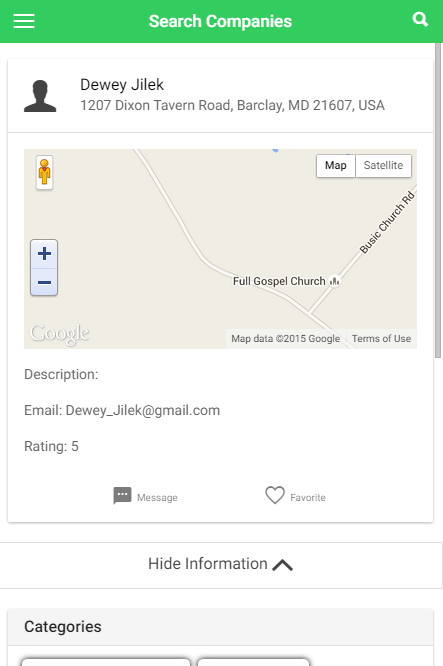 Search Companies
Dewey Jilek
1207 Dixon Tavern Road, Barclay, MD 21607, USA
Map
Satellite
Busic Church Rd
Full Gospel Church
Google
Map data ©2015 Google
Terms of Use
Description:
Email: Dewey_Jilek@gmail.com
Rating: 5
Message
Favorite
Hide Information
Categories